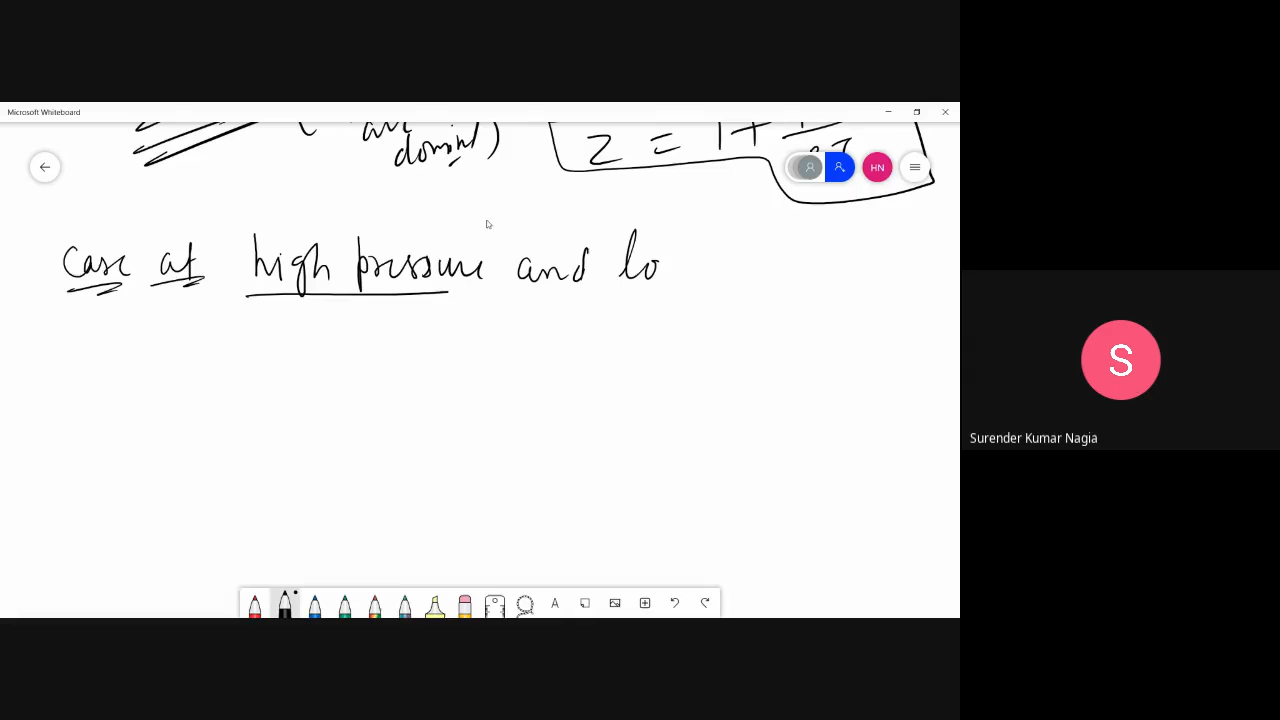 Microsoft Whiteboard
Z = 1 +
HN
case at high pressure and lo
S
Surender Kumar Nagia
A